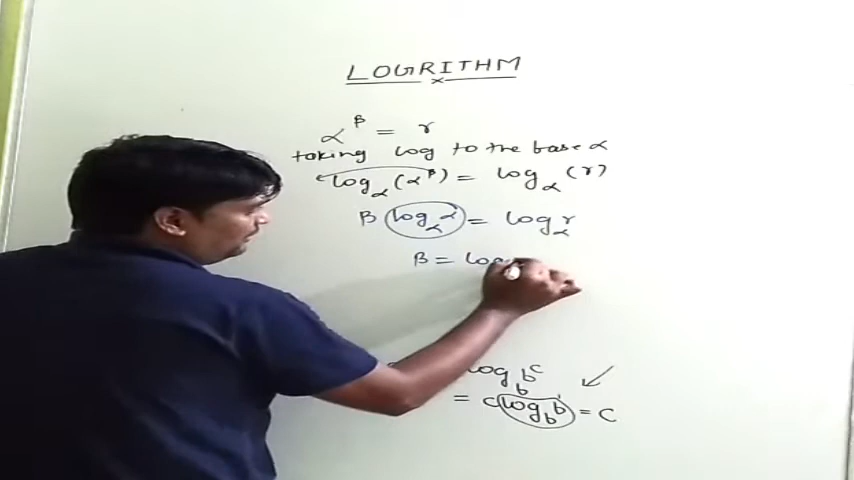 LOGRITHM
α^β = r
taking log to the base α
log_α(α^β) = log_α(r)
β log_α α = log_α r
β = log
log_b b^c
= c log_b b = c